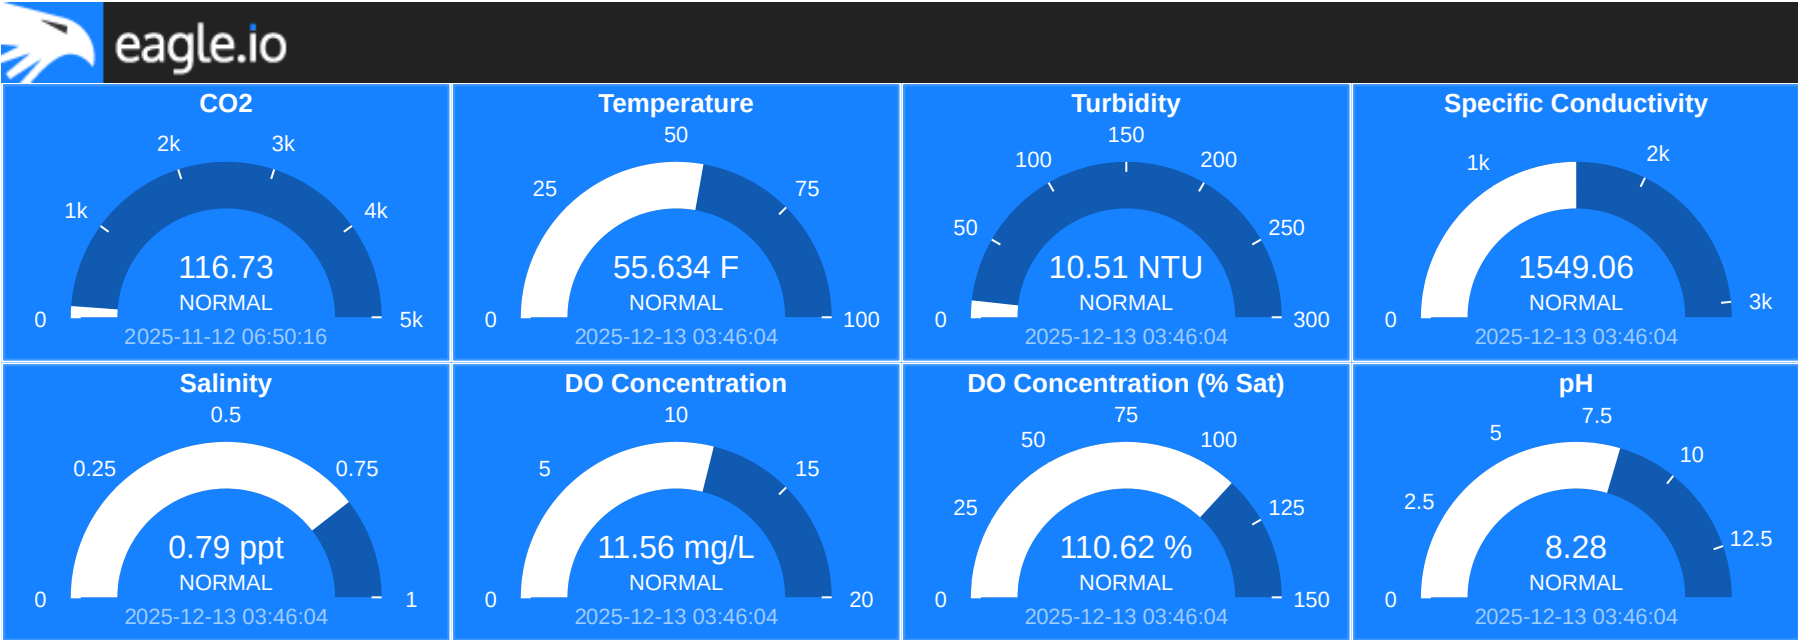 eagle.io
CO2
0
1k
2k
3k
4k
5k
116.73
NORMAL
2025-11-12 06:50:16
Temperature
0
25
50
75
100
55.634 F
NORMAL
2025-12-13 03:46:04
Turbidity
0
50
100
150
200
250
300
10.51 NTU
NORMAL
2025-12-13 03:46:04
Specific Conductivity
0
1k
2k
3k
1549.06
NORMAL
2025-12-13 03:46:04
Salinity
0
0.25
0.5
0.75
1
0.79 ppt
NORMAL
2025-12-13 03:46:04
DO Concentration
0
5
10
15
20
11.56 mg/L
NORMAL
2025-12-13 03:46:04
DO Concentration (% Sat)
0
25
50
75
100
125
150
110.62 %
NORMAL
2025-12-13 03:46:04
pH
0
2.5
5
7.5
10
12.5
8.28
NORMAL
2025-12-13 03:46:04